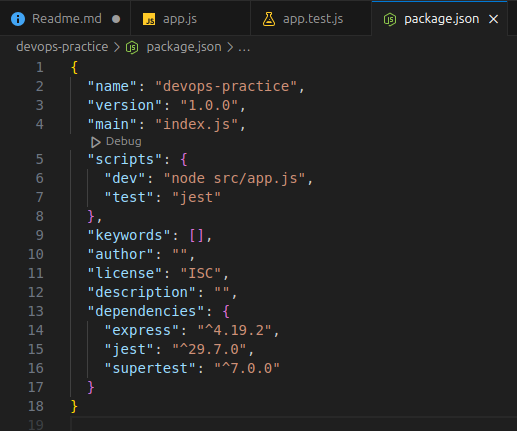 Readme.md ●
JS app.js
app.test.js
package.json ×
devops-practice > package.json > ...
1 {
2 "name": "devops-practice",
3 "version": "1.0.0",
4 "main": "index.js",
Debug
5 "scripts": {
6 "dev": "node src/app.js",
7 "test": "jest"
8 },
9 "keywords": [],
10 "author": "",
11 "license": "ISC",
12 "description": "",
13 "dependencies": {
14 "express": "^4.19.2",
15 "jest": "^29.7.0",
16 "supertest": "^7.0.0"
17 }
18 }
19